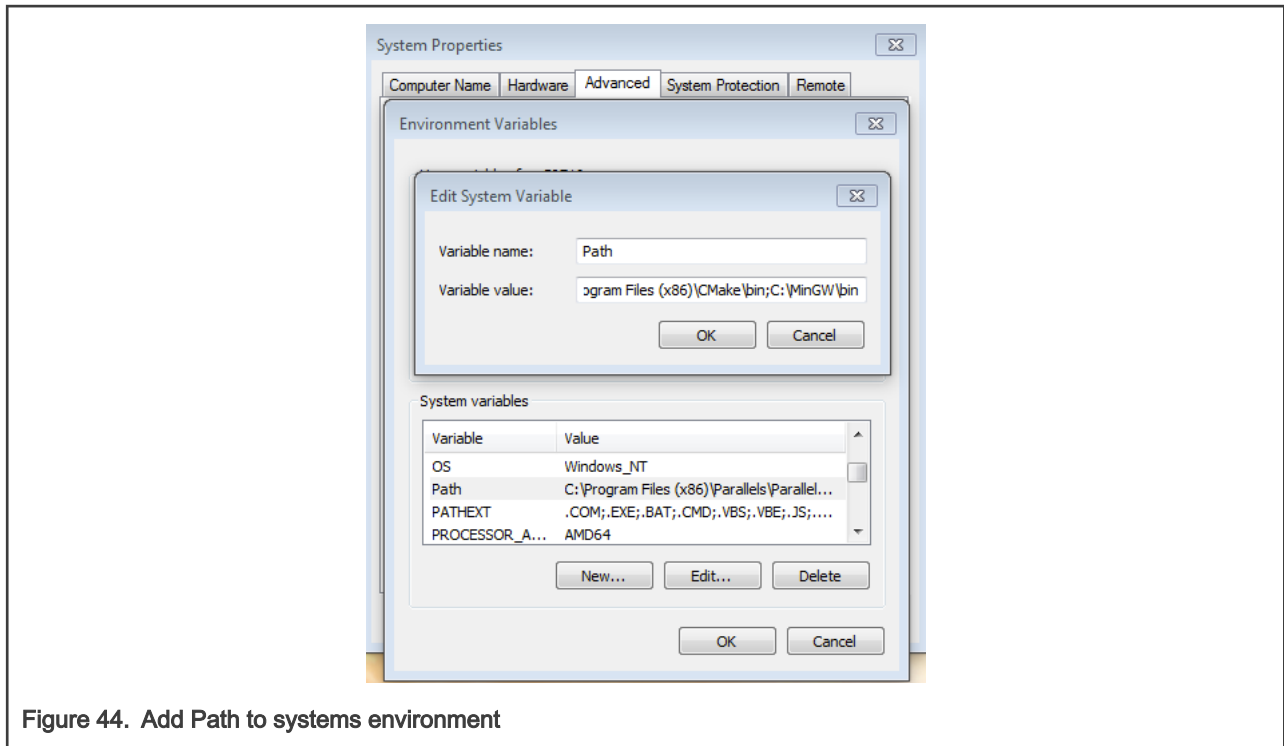 System Properties
Computer Name Hardware Advanced System Protection Remote
Environment Variables
Edit System Variable
Variable name: Path
Variable value: ogram Files (x86)\CMake\bin;C:\MinGW\bin
OK Cancel
System variables
Variable Value
OS Windows_NT
Path C:\Program Files (x86)\Parallels\Parallel...
PATHEXT .COM;.EXE;.BAT;.CMD;.VBS;.VBE;.JS;....
PROCESSOR_A... AMD64
New... Edit... Delete
OK Cancel
Figure 44. Add Path to systems environment